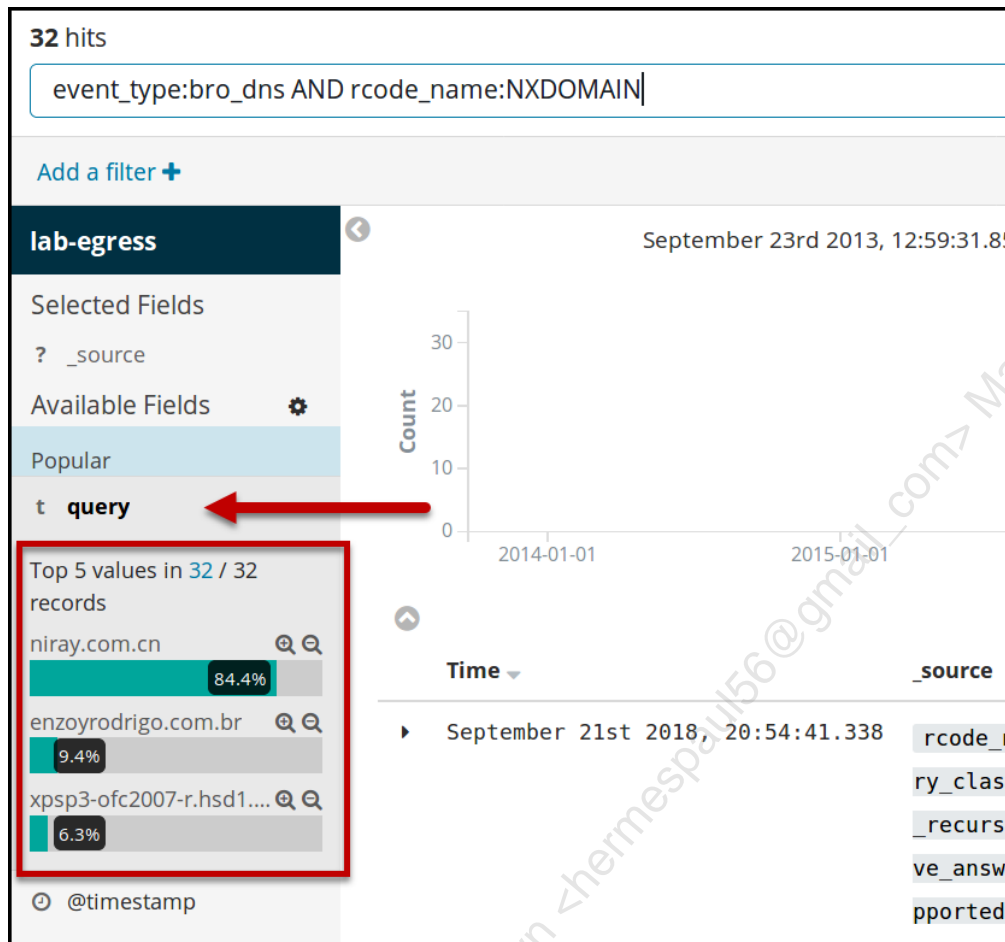 32 hits
event_type:bro_dns AND rcode_name:NXDOMAIN
Add a filter +
lab-egress
September 23rd 2013, 12:59:31.85
Selected Fields
? _source
Available Fields
Popular
t query
Top 5 values in 32 / 32
records
niray.com.cn
84.4%
enzoyrodrigo.com.br
9.4%
xpsp3-ofc2007-r.hsd1....
6.3%
@timestamp
Count
30
20
10
0
2014-01-01
2015-01-01
Time
_source
September 21st 2018, 20:54:41.338
rcode_
ry_clas
_recurs
ve_answ
pported
<hermespaul56@gmail_com> Ma